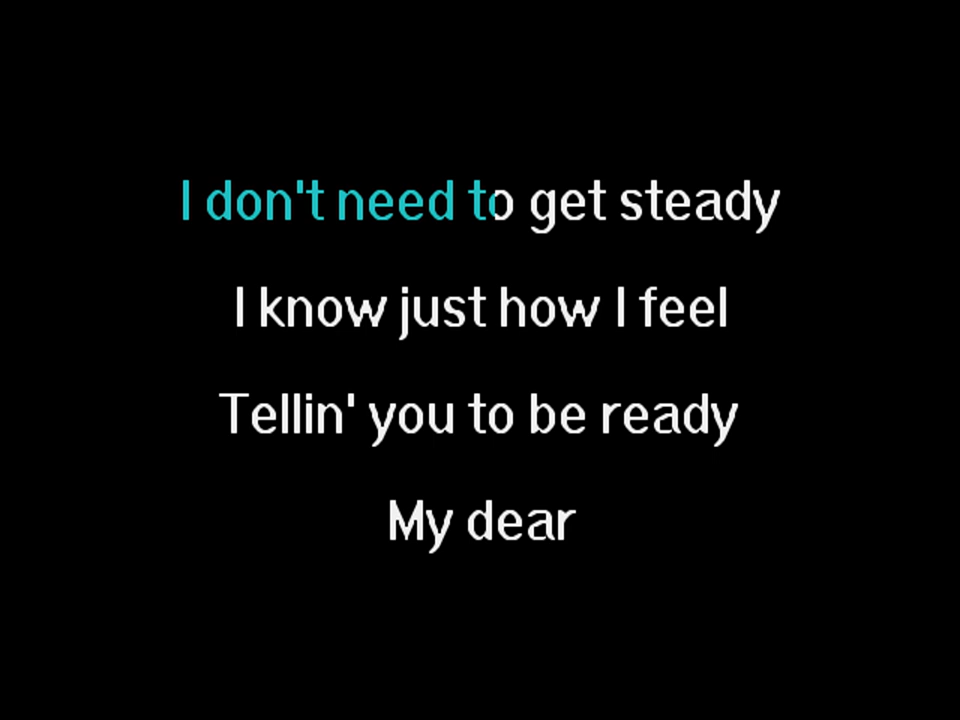 I don't need to get steady
I know just how I feel
Tellin' you to be ready
My dear